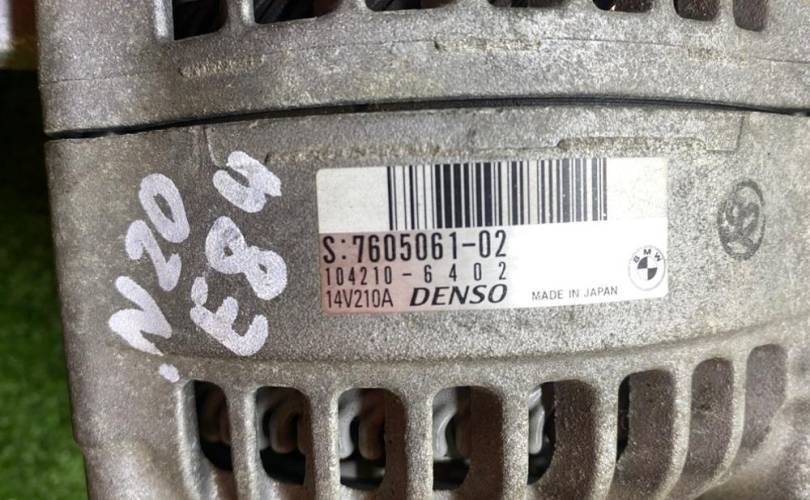 .N20
E84
S:7605061-02
104210-6402
14V210A DENSO MADE IN JAPAN
BMW